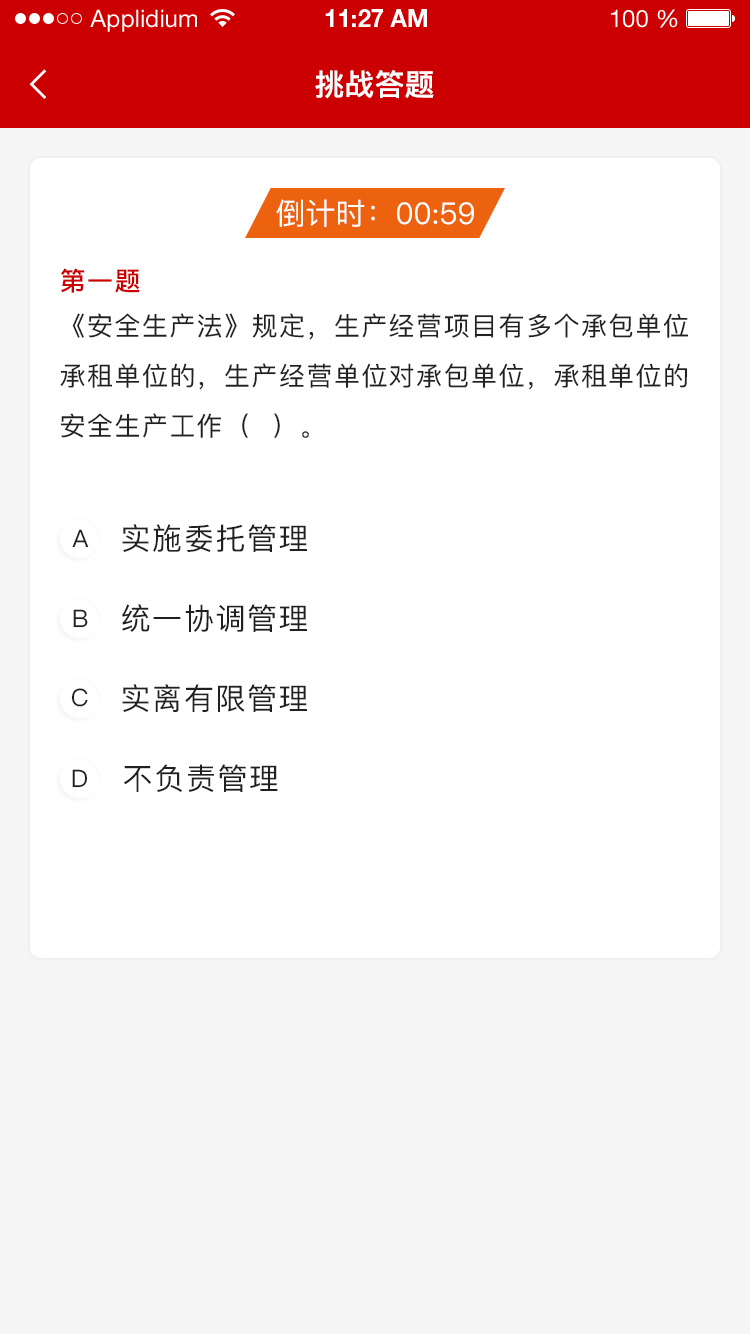 Applidium 11:27 AM 100 %
挑战答题
倒计时：00:59
第一题
《安全生产法》规定，生产经营项目有多个承包单位
承租单位的，生产经营单位对承包单位，承租单位的
安全生产工作（ ）。
A 实施委托管理
B 统一协调管理
C 实离有限管理
D 不负责管理